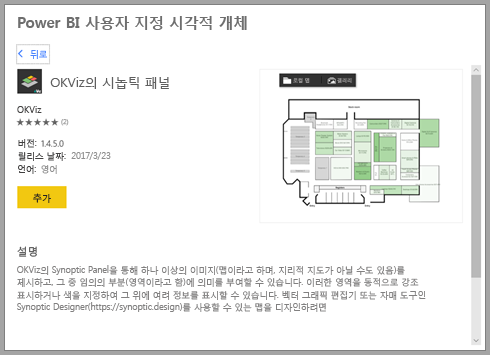 Power BI 사용자 지정 시각적 개체
뒤로
OKViz의 시놉틱 패널
OKViz
(2)
버전: 1.4.5.0
릴리스 날짜: 2017/3/23
언어: 영어
추가
로컬 맵 갤러리
설명
OKViz의 Synoptic Panel을 통해 하나 이상의 이미지(맵이라고 하며, 지리적 지도가 아닐 수도 있음)를
제시하고, 그 중 임의의 부분(영역이라고 함)에 의미를 부여할 수 있습니다. 이러한 영역을 동적으로 강조
표시하거나 색을 지정하여 그 위에 여러 정보를 표시할 수 있습니다. 벡터 그래픽 편집기 또는 자매 도구인
Synoptic Designer(https://synoptic.design)를 사용할 수 있는 맵을 디자인하려면